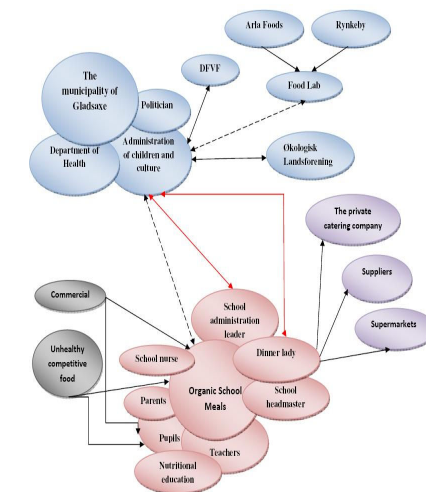 Arla Foods
Rynkeby
DFVF
Food Lab
The
municipality of
Gladsaxe
Politician
Department of
Health
Administration
of children and
culture
Økologisk
Landsforening
The private
catering company
Suppliers
Supermarkets
Commercial
Unhealthy
competitive
food
School
administration
leader
School nurse
Dinner lady
Organic School
Meals
School
headmaster
Parents
Pupils
Teachers
Nutritional
education